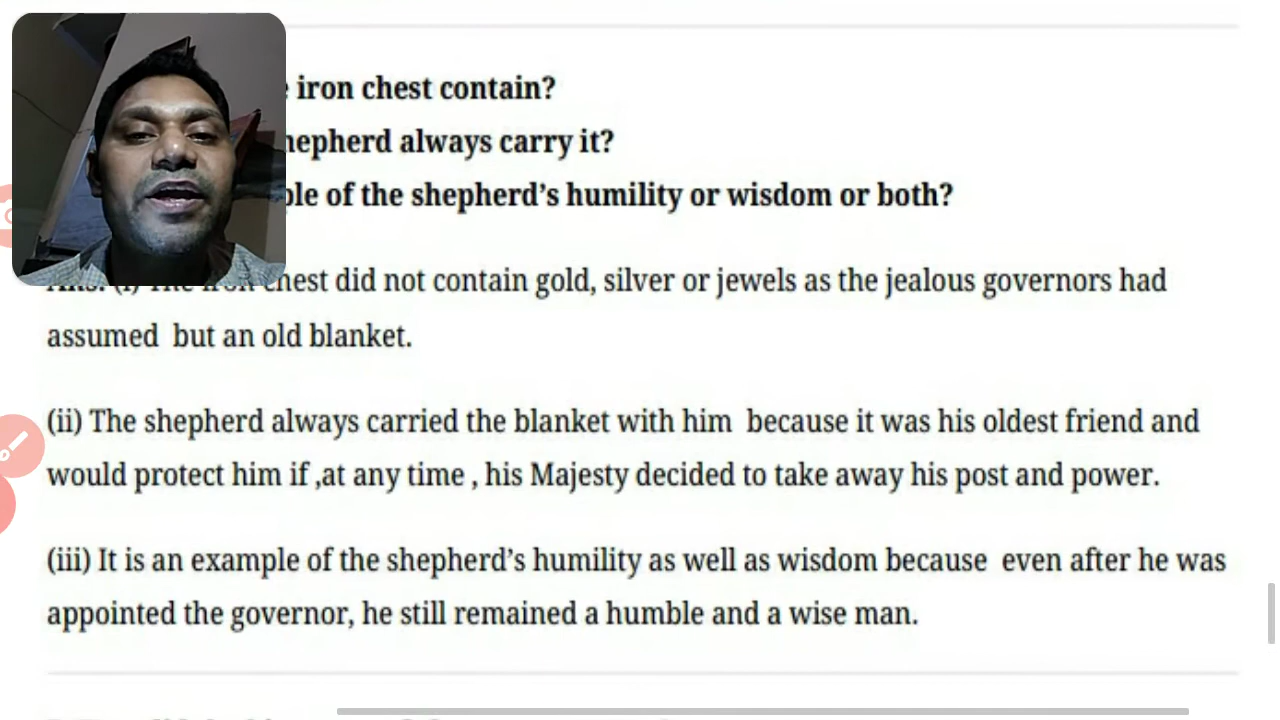 iron chest contain?
always carry it?
of the shepherd’s humility or wisdom or both?
chest did not contain gold, silver or jewels as the jealous governors had
assumed but an old blanket.
(ii) The shepherd always carried the blanket with him because it was his oldest friend and
would protect him if ,at any time , his Majesty decided to take away his post and power.
(iii) It is an example of the shepherd’s humility as well as wisdom because even after he was
appointed the governor, he still remained a humble and a wise man.